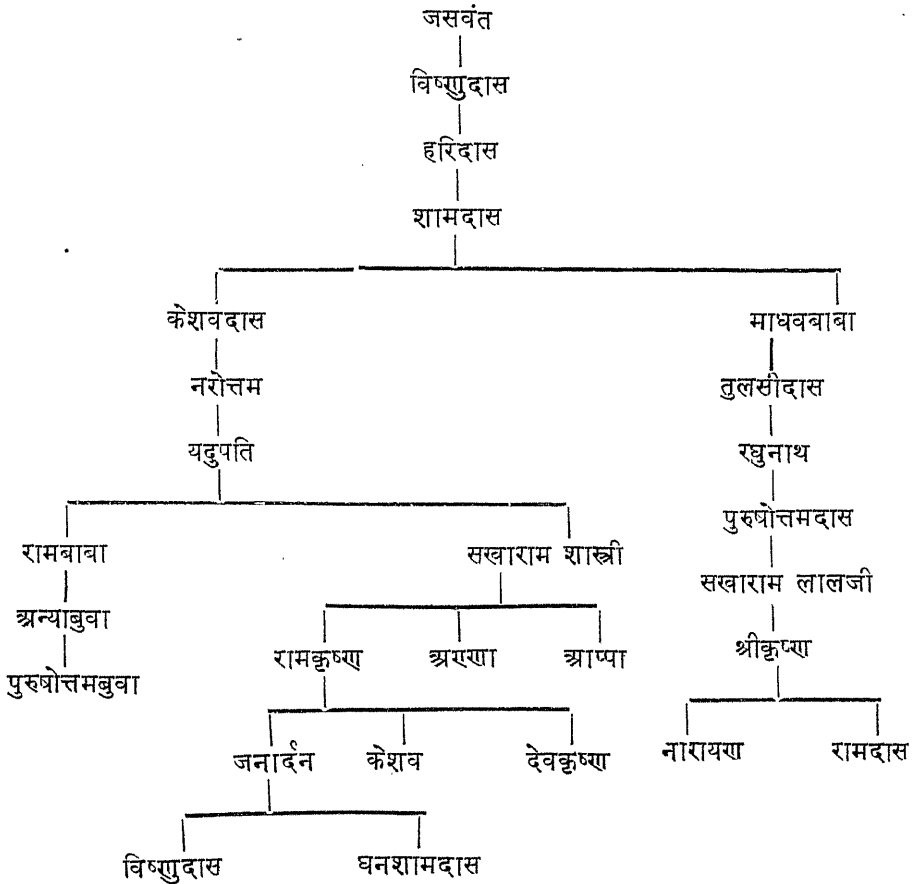 जसवंत
विष्णुदास
हरिदास
शामदास
केशवदास माधवबाबा
नरोत्तम तुलसीदास
यदुपति रघुनाथ
पुरुषोत्तमदास
रामबाबा सखाराम शास्त्री
सखाराम लालजी
अन्याबुवा
रामकृष्ण अण्णा आप्पा श्रीकृष्ण
पुरुषोत्तमबुवा
जनार्दन केशव देवकृष्ण नारायण रामदास
विष्णुदास घनशामदास